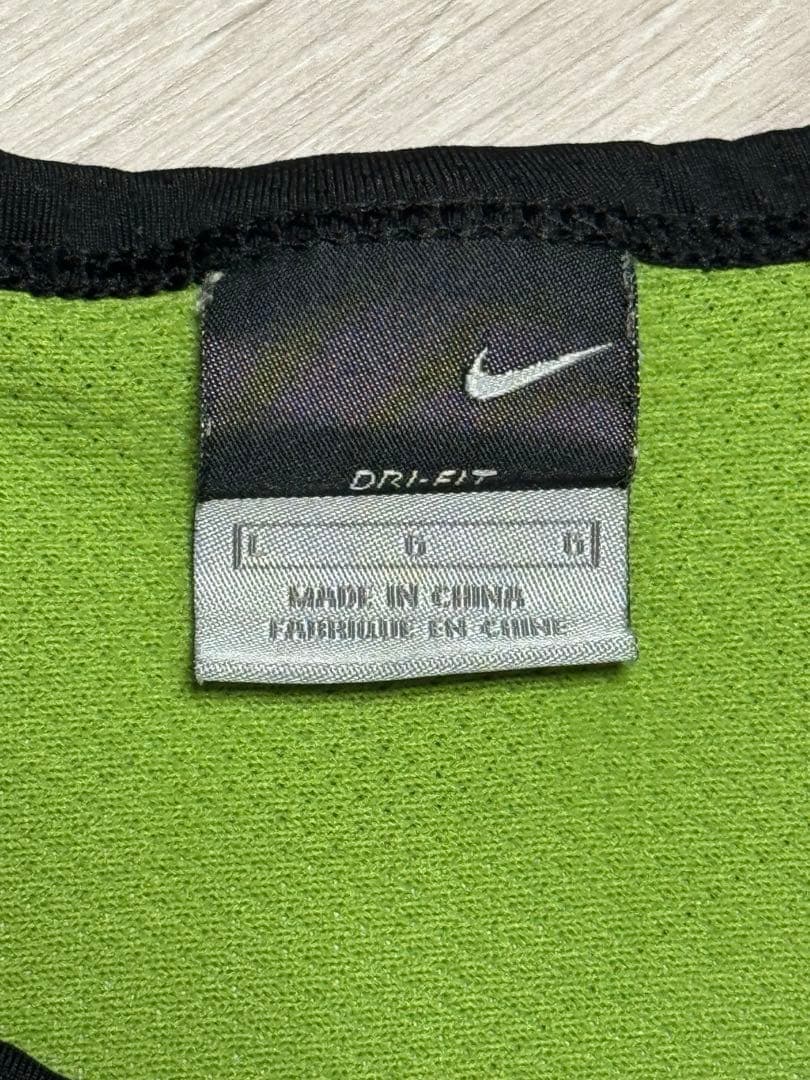 DRI-FIT
L G G
MADE IN CHINA
FABRIQUE EN CHINE